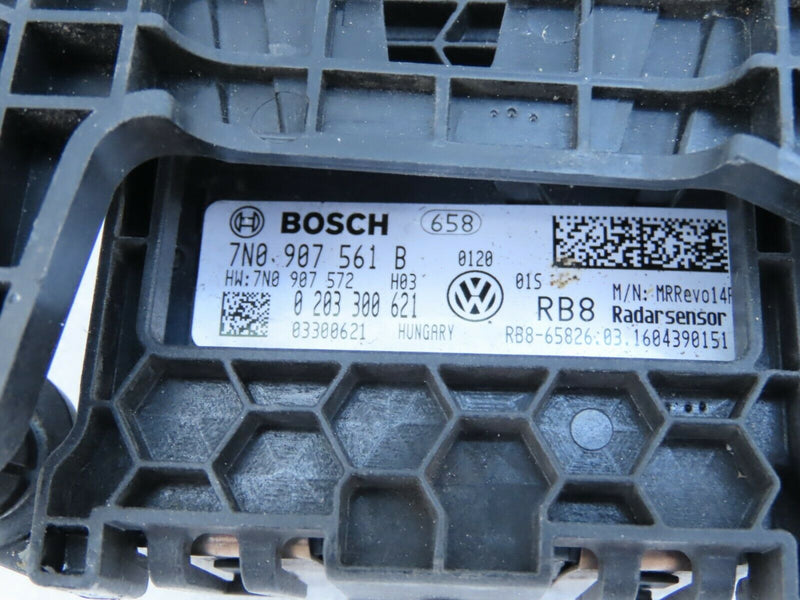 BOSCH 658
7N0 907 561 B 0120
HW:7N0 907 572 H03 01S M/N: MRRevo14F
0 203 300 621 RB8 Radarsensor
03300621 HUNGARY RB8-65826.03.1604390151